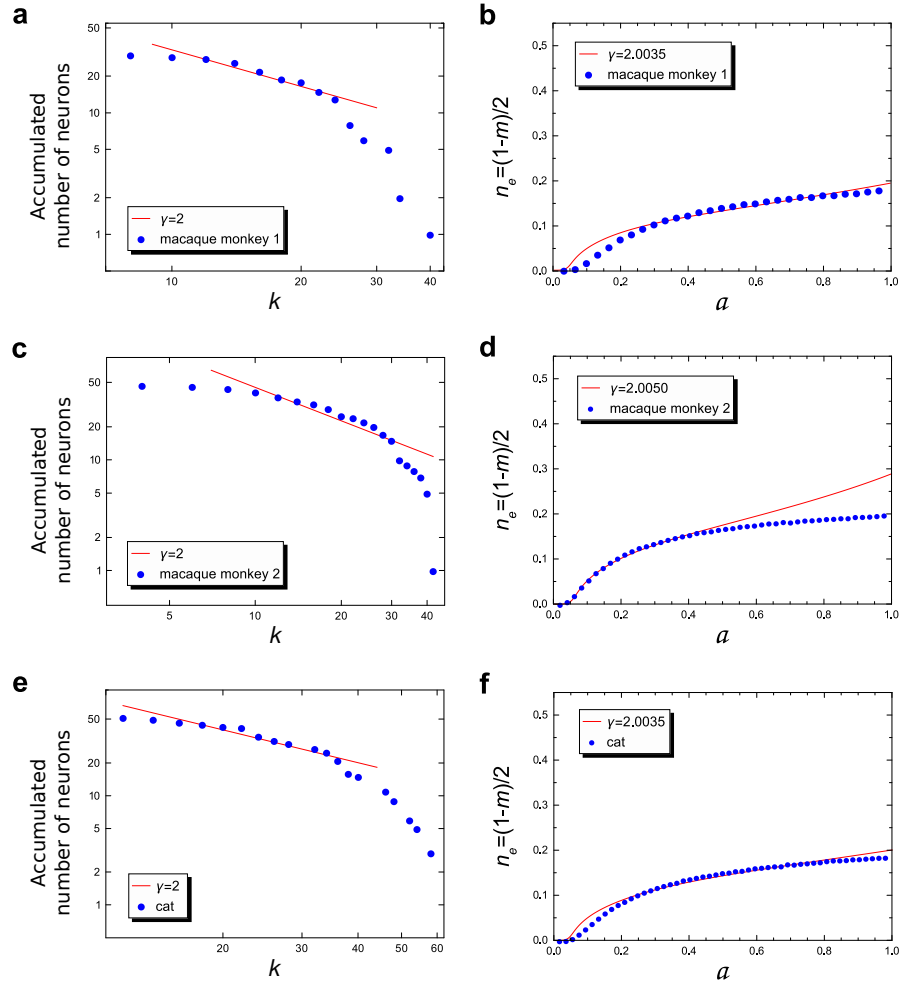 a
50
20
10
5
2
1
10
20
30
40
Accumulated
number of neurons
k
γ=2
macaque monkey 1
b
0.5
0.4
0.3
0.2
0.1
0.0
0.0
0.2
0.4
0.6
0.8
1.0
nₑ=(1-m)/2
a
γ=2.0035
macaque monkey 1
c
50
20
10
5
2
1
5
10
20
30
40
Accumulated
number of neurons
k
γ=2
macaque monkey 2
d
0.5
0.4
0.3
0.2
0.1
0.0
0.0
0.2
0.4
0.6
0.8
1.0
nₑ=(1-m)/2
a
γ=2.0050
macaque monkey 2
e
50
20
10
5
2
1
20
30
40
50
60
Accumulated
number of neurons
k
γ=2
cat
f
0.5
0.4
0.3
0.2
0.1
0.0
0.0
0.2
0.4
0.6
0.8
1.0
nₑ=(1-m)/2
a
γ=2.0035
cat